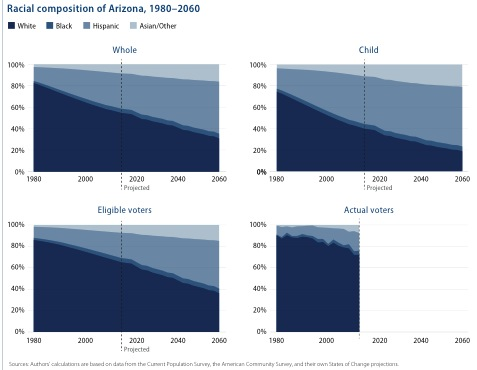 Racial composition of Arizona, 1980–2060
White Black Hispanic Asian/Other
Whole Child
100% 100%
80% 80%
60% 60%
40% 40%
20% 20%
0% 0%
1980 2000 2020 2040 2060 1980 2000 2020 2040 2060
Projected Projected
Eligible voters Actual voters
100% 100%
80% 80%
60% 60%
40% 40%
20% 20%
0% 0%
1980 2000 2020 2040 2060 1980 2000 2020 2040 2060
Projected
Sources: Authors' calculations are based on data from the Current Population Survey, the American Community Survey, and their own States of Change projections.